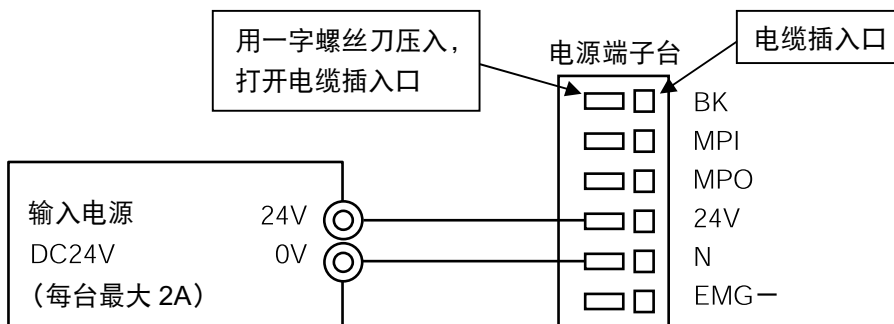 用一字螺丝刀压入，
打开电缆插入口
电源端子台
电缆插入口
BK
MPI
MPO
输入电源
24V
24V
DC24V
0V
N
（每台最大 2A）
EMG－